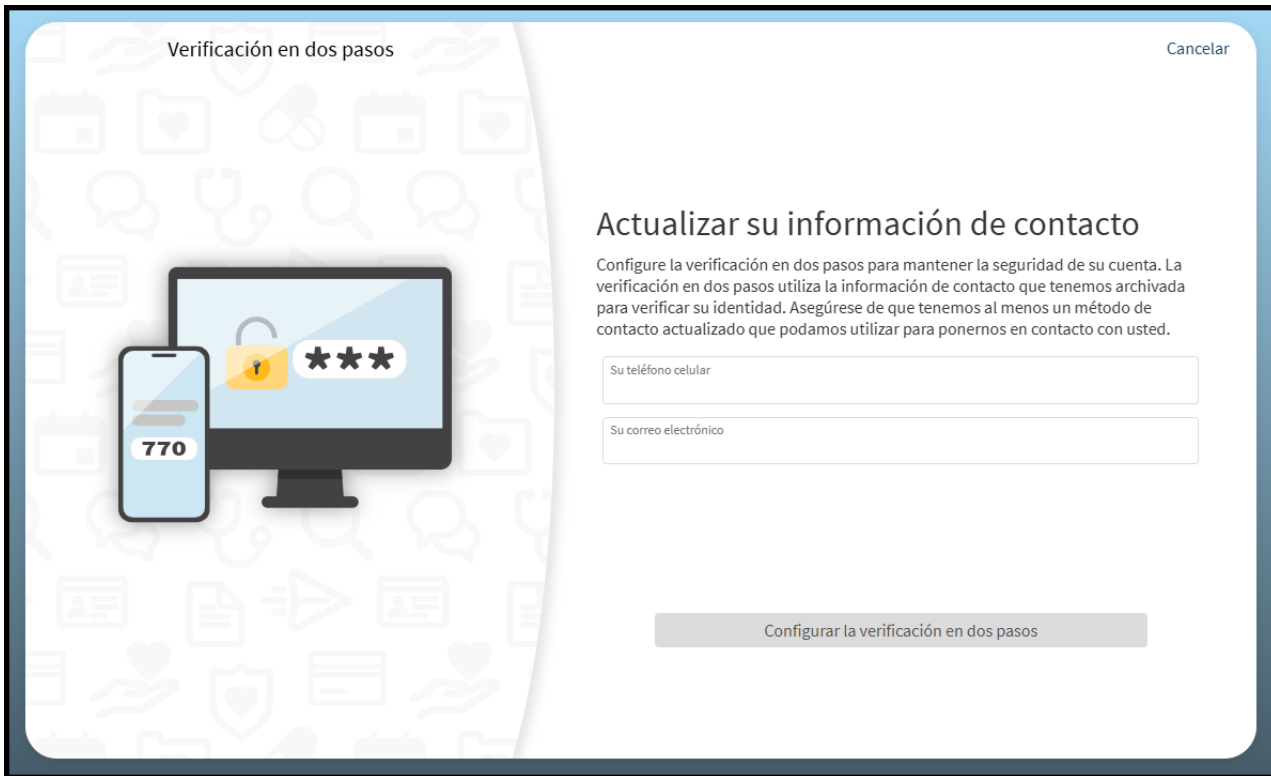 Verificación en dos pasos
Cancelar
Actualizar su información de contacto
Configure la verificación en dos pasos para mantener la seguridad de su cuenta. La
verificación en dos pasos utiliza la información de contacto que tenemos archivada
para verificar su identidad. Asegúrese de que tenemos al menos un método de
contacto actualizado que podamos utilizar para ponernos en contacto con usted.
Su teléfono celular
Su correo electrónico
***
770
Configurar la verificación en dos pasos